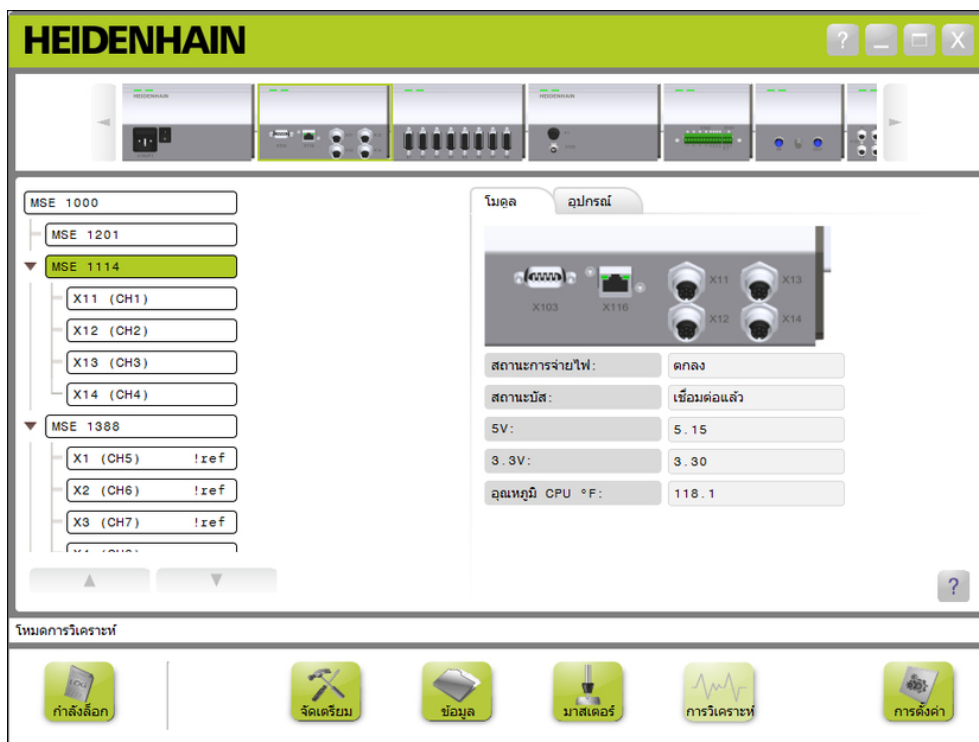 HEIDENHAIN
?
X
HEIDENHAIN
HEIDENHAIN
MSE 1000
MSE 1201
MSE 1114
X11 (CH1)
X12 (CH2)
X13 (CH3)
X14 (CH4)
MSE 1388
X1 (CH5) !ref
X2 (CH6) !ref
X3 (CH7) !ref
โมดูล
อุปกรณ์
X103
X116
X11
X13
X12
X14
สถานะการจ่ายไฟ: ตกลง
สถานะบัส: เชื่อมต่อแล้ว
5V: 5.15
3.3V: 3.30
อุณหภูมิ CPU °F: 118.1
?
โหมดการวิเคราะห์
LOG
กำลังล็อก
จัดเตรียม
ข้อมูล
มาสเตอร์
การวิเคราะห์
การตั้งค่า